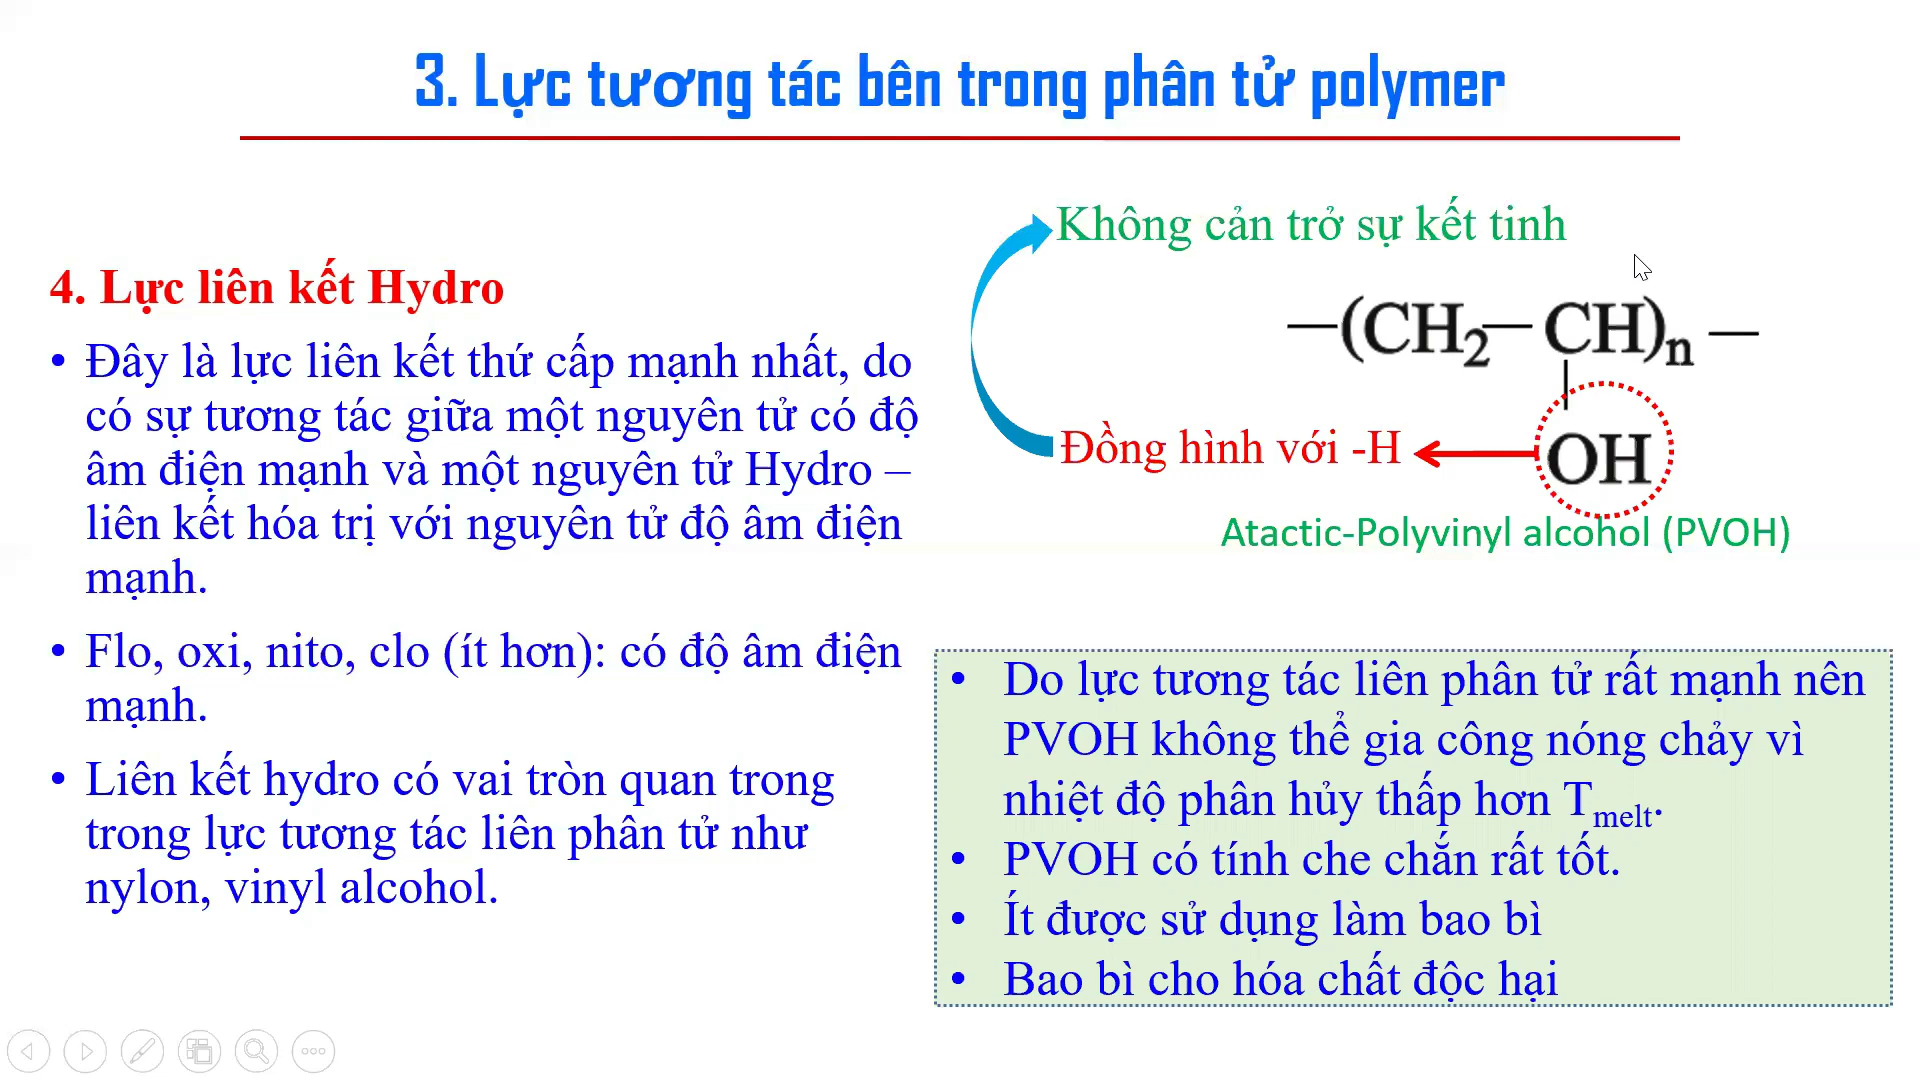 3. Lực tương tác bên trong phân tử polymer
4. Lực liên kết Hydro
• Đây là lực liên kết thứ cấp mạnh nhất, do
có sự tương tác giữa một nguyên tử có độ
âm điện mạnh và một nguyên tử Hydro –
liên kết hóa trị với nguyên tử độ âm điện
mạnh.
• Flo, oxi, nito, clo (ít hơn): có độ âm điện
mạnh.
• Liên kết hydro có vai tròn quan trong
trong lực tương tác liên phân tử như
nylon, vinyl alcohol.
Không cản trở sự kết tinh
—(CH₂—CH)ₙ—
Đồng hình với -H
OH
Atactic-Polyvinyl alcohol (PVOH)
• Do lực tương tác liên phân tử rất mạnh nên
PVOH không thể gia công nóng chảy vì
nhiệt độ phân hủy thấp hơn Tmelt.
• PVOH có tính che chắn rất tốt.
• Ít được sử dụng làm bao bì
• Bao bì cho hóa chất độc hại